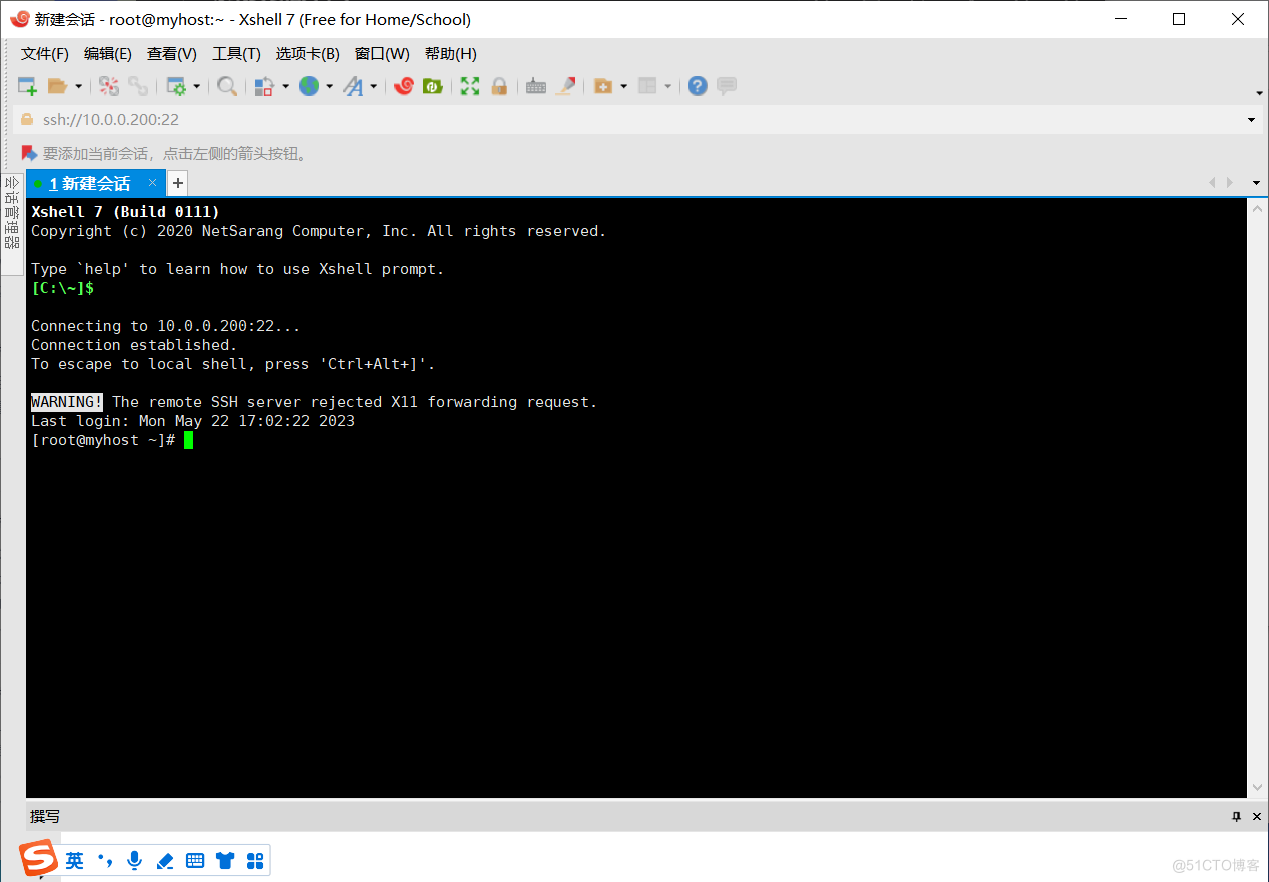 新建会话 - root@myhost:~ - Xshell 7 (Free for Home/School)
文件(F) 编辑(E) 查看(V) 工具(T) 选项卡(B) 窗口(W) 帮助(H)
ssh://10.0.0.200:22
要添加当前会话，点击左侧的箭头按钮。
会话管理器
1 新建会话
Xshell 7 (Build 0111)
Copyright (c) 2020 NetSarang Computer, Inc. All rights reserved.
Type `help' to learn how to use Xshell prompt.
[C:\~]$
Connecting to 10.0.0.200:22...
Connection established.
To escape to local shell, press 'Ctrl+Alt+]'.
WARNING! The remote SSH server rejected X11 forwarding request.
Last login: Mon May 22 17:02:22 2023
[root@myhost ~]#
撰写
英
@51CTO博客